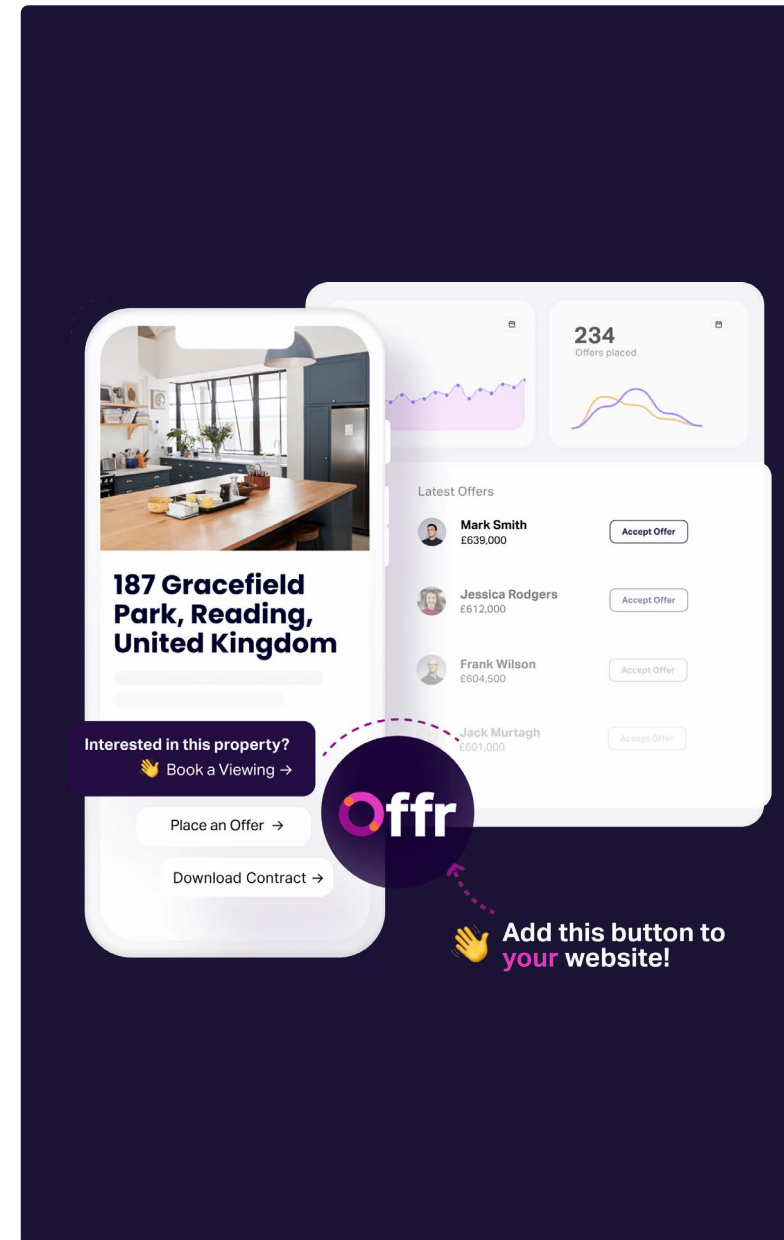 234
Offers placed
Latest Offers
Mark Smith
£639,000
Accept Offer
Jessica Rodgers
£612,000
Accept Offer
Frank Wilson
£604,500
Accept Offer
Jack Murtagh
£601,000
Accept Offer
187 Gracefield
Park, Reading,
United Kingdom
Interested in this property?
👋 Book a Viewing →
Place an Offer →
Download Contract →
Offr
👋 Add this button to
your website!